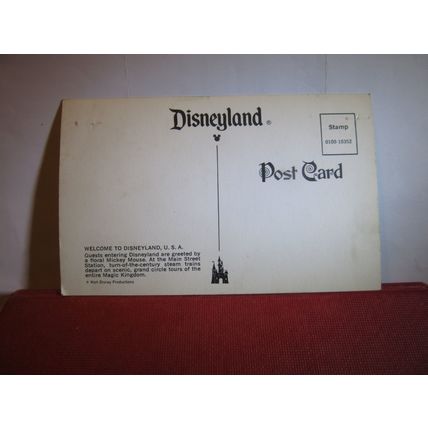 Disneyland ®
Stamp
0100-10352
Post Card
WELCOME TO DISNEYLAND, U. S. A.
Guests entering Disneyland are greeted by
a floral Mickey Mouse. At the Main Street
Station, turn-of-the-century steam trains
depart on scenic, grand circle tours of the
entire Magic Kingdom.
© Walt Disney Productions